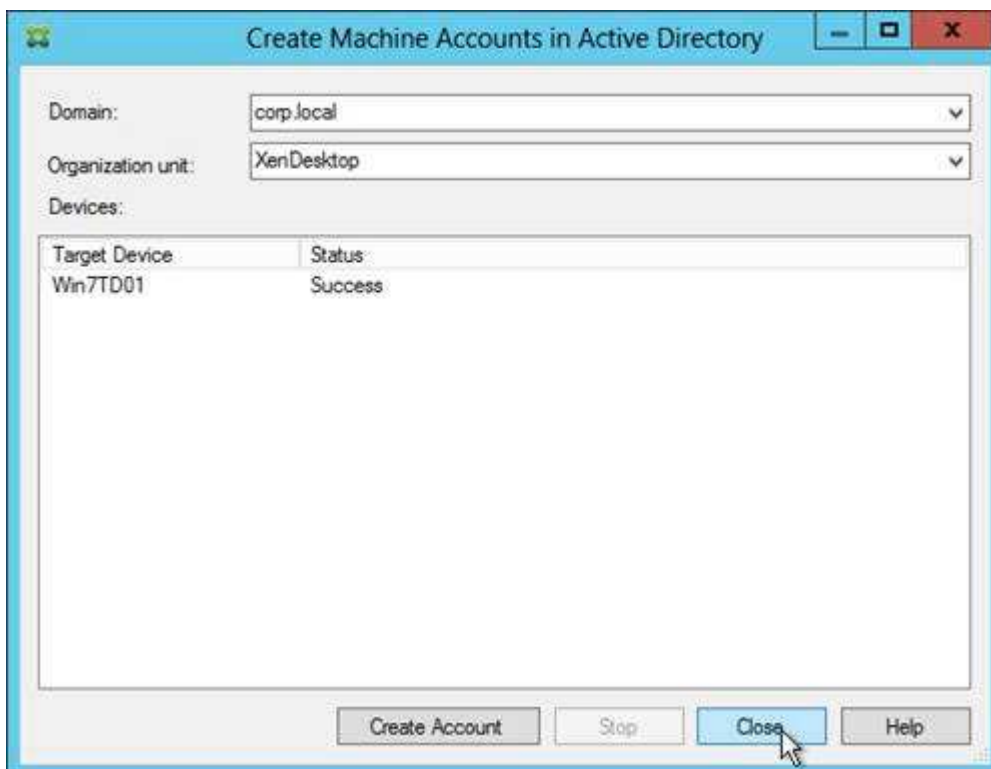 Create Machine Accounts in Active Directory
Domain: corp.local
Organization unit: XenDesktop
Devices:
Target Device Status
Win7TD01 Success
Create Account Stop Close Help